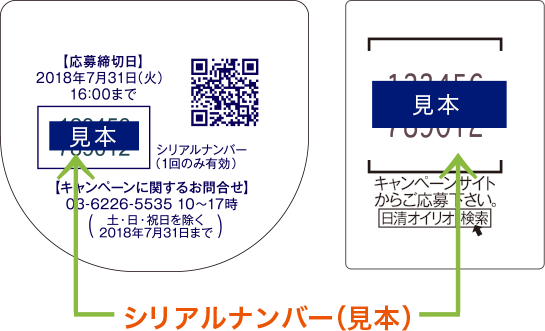 【応募締切日】
2018年7月31日(火)
16:00まで
見本
シリアルナンバー
(1回のみ有効)
【キャンペーンに関するお問合せ】
03-6226-5535 10〜17時
(土・日・祝日を除く
2018年7月31日まで)
123456
見本
789012
キャンペーンサイト
からご応募下さい。
日清オイリオ 検索
シリアルナンバー(見本)